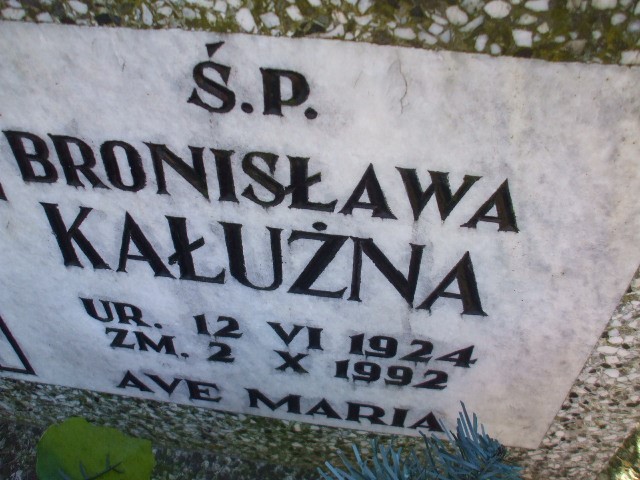 Ś.P.
BRONISŁAWA
KAŁUŻNA
UR. 12 VI 1924
ZM. 2 X 1992
AVE MARIA